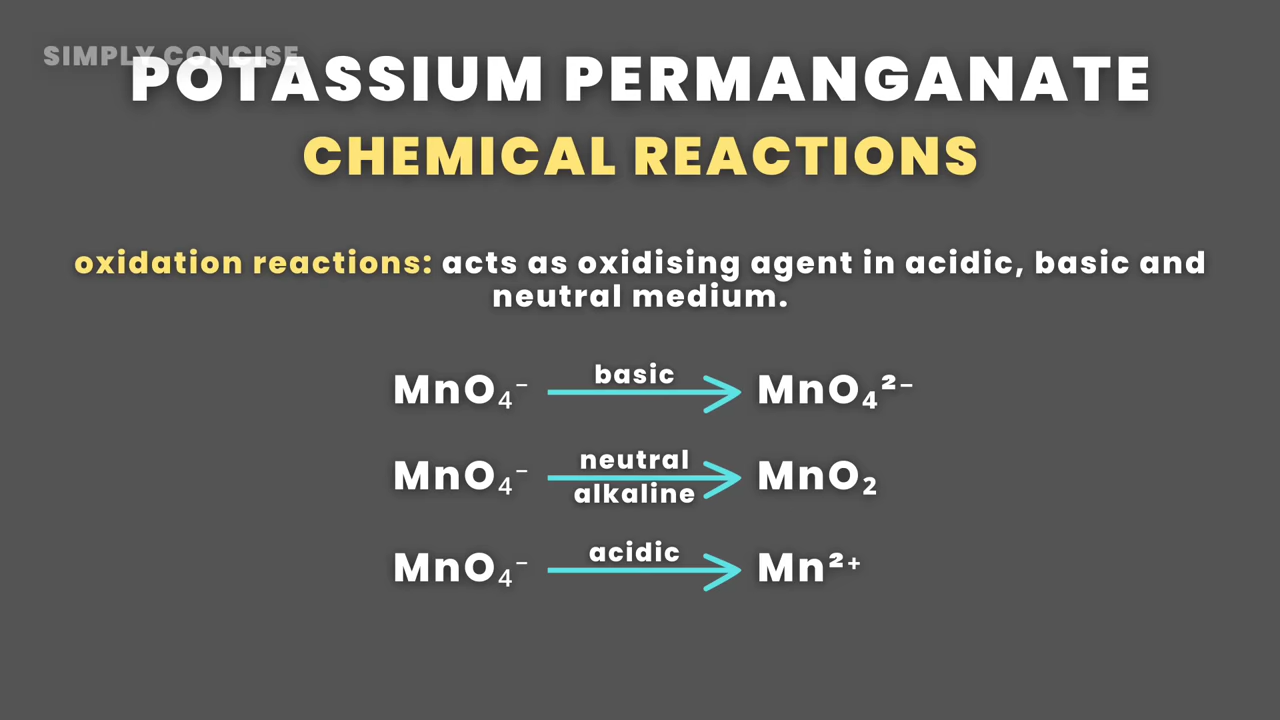 SIMPLY CONCISE
POTASSIUM PERMANGANATE
CHEMICAL REACTIONS
oxidation reactions: acts as oxidising agent in acidic, basic and
neutral medium.
basic
MnO₄⁻ MnO₄²⁻
neutral
MnO₄⁻ MnO₂
alkaline
acidic
MnO₄⁻ Mn²⁺